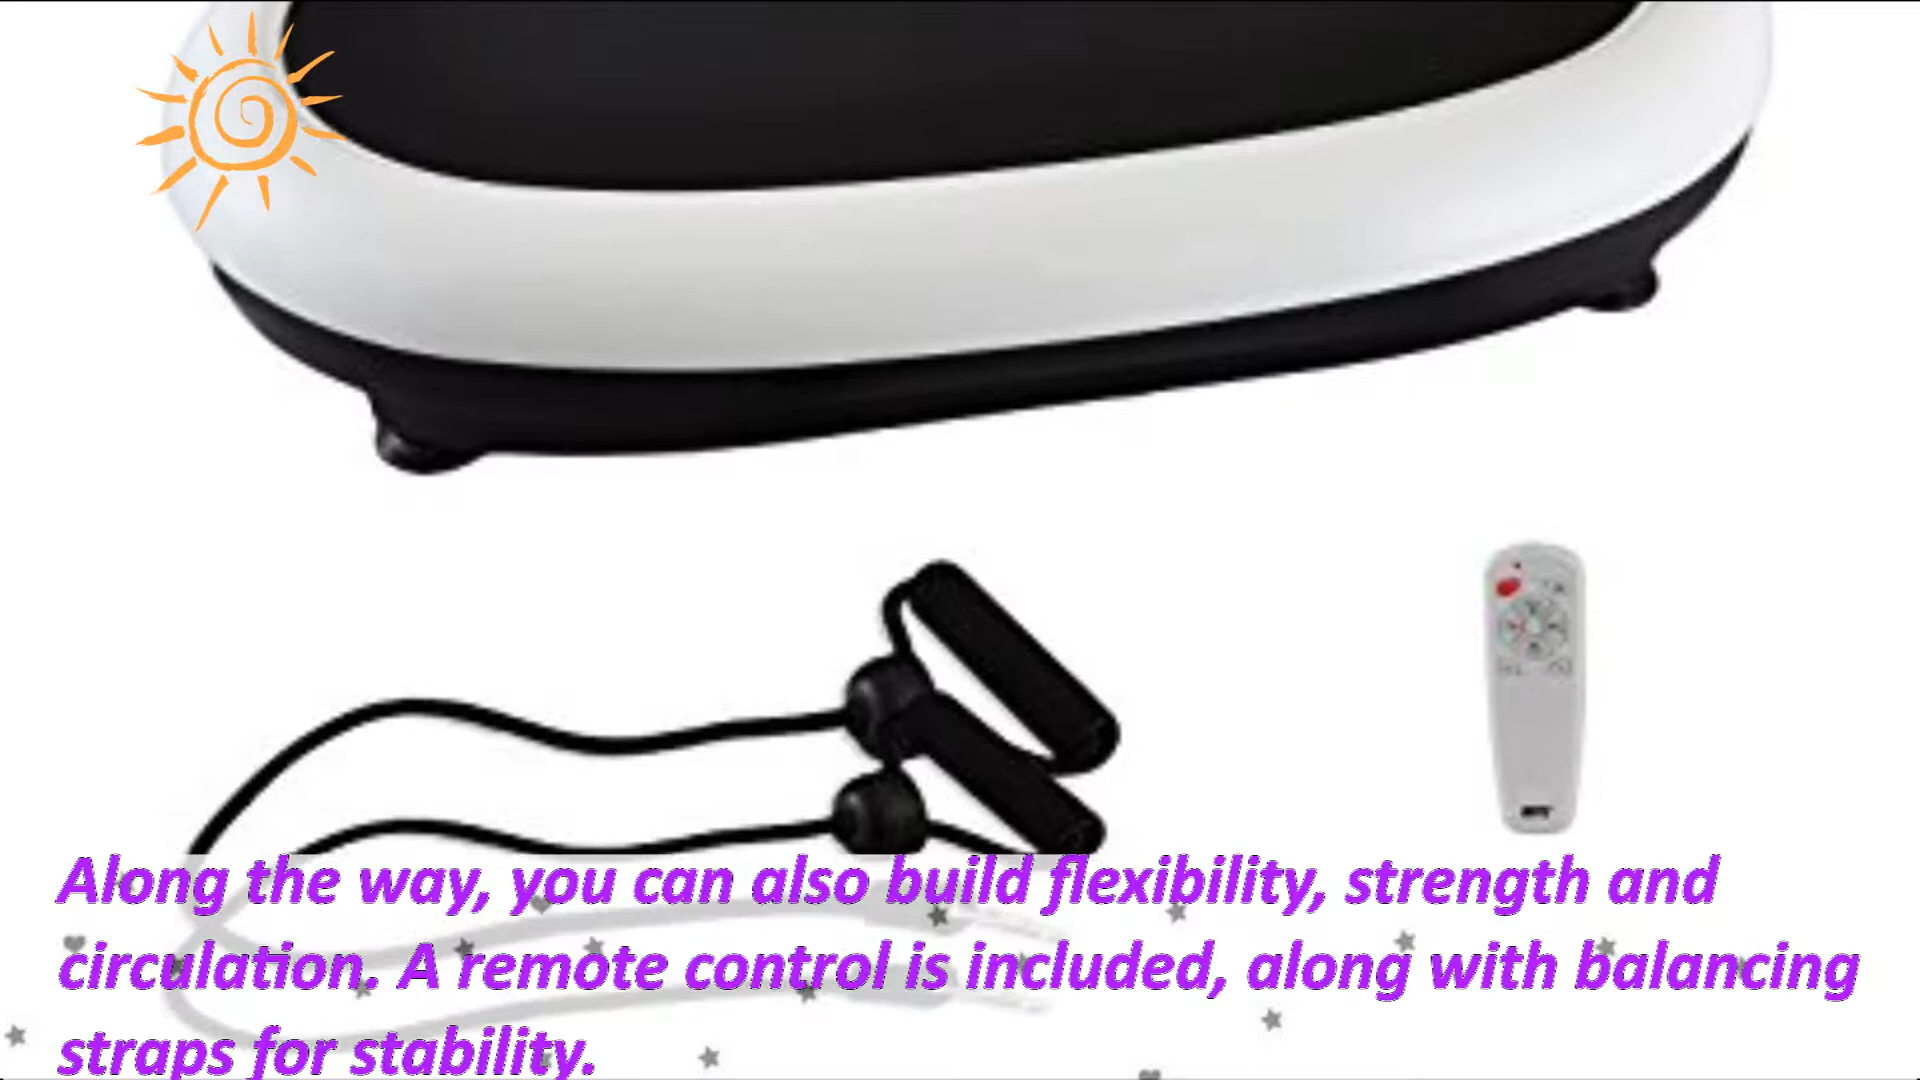 Along the way, you can also build flexibility, strength and
circulation. A remote control is included, along with balancing
straps for stability.